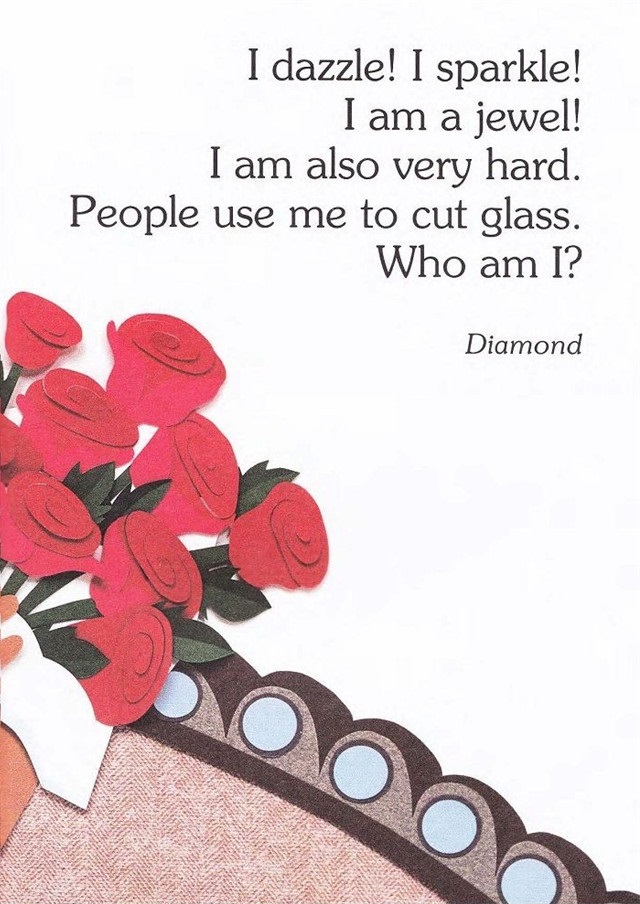 I dazzle! I sparkle!
I am a jewel!
I am also very hard.
People use me to cut glass.
Who am I?
Diamond